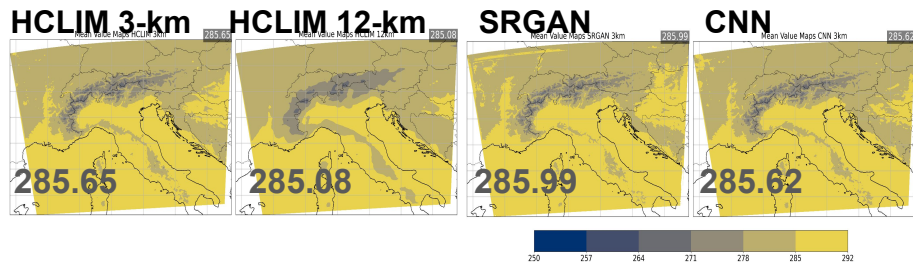 HCLIM 3-km
Mean Value Maps HCLIM 3km
285.65
285.65
HCLIM 12-km
Mean Value Maps HCLIM 12km
285.08
285.08
SRGAN
Mean Value Maps SRGAN 3km
285.99
285.99
CNN
Mean Value Maps CNN 3km
285.62
285.62
250 257 264 271 278 285 292